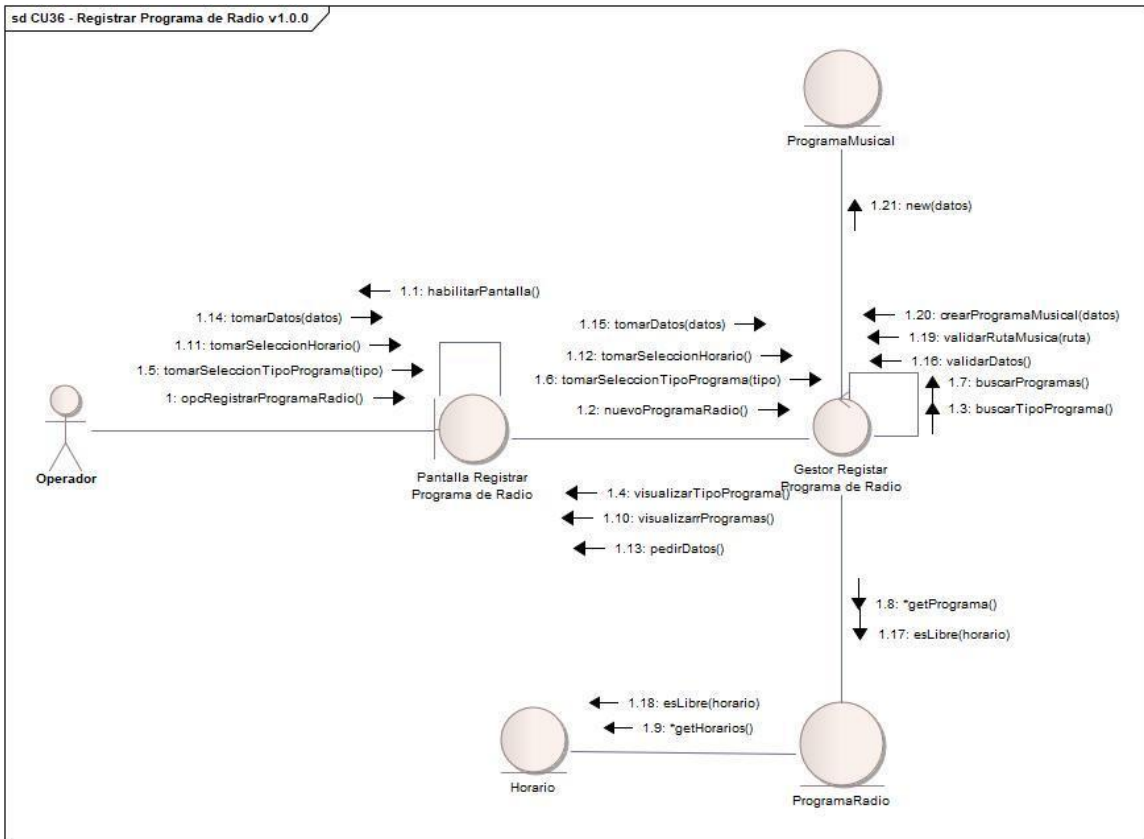 sd CU36 - Registrar Programa de Radio v1.0.0
ProgramaMusical
1.21: new(datos)
1.1: habilitarPantalla()
1.14: tomarDatos(datos)
1.11: tomarSeleccionHorario()
1.5: tomarSeleccionTipoPrograma(tipo)
1: opcRegistrarProgramaRadio()
1.15: tomarDatos(datos)
1.12: tomarSeleccionHorario()
1.6: tomarSeleccionTipoPrograma(tipo)
1.2: nuevoProgramaRadio()
1.20: crearProgramaMusical(datos)
1.19: validarRutaMusica(ruta)
1.16: validarDatos()
1.7: buscarProgramas()
1.3: buscarTipoPrograma()
Operador
Pantalla Registrar
Programa de Radio
Gestor Registar
Programa de Radio
1.4: visualizarTipoPrograma()
1.10: visualizarrProgramas()
1.13: pedirDatos()
1.8: *getPrograma()
1.17: esLibre(horario)
1.18: esLibre(horario)
1.9: *getHorarios()
Horario
ProgramaRadio